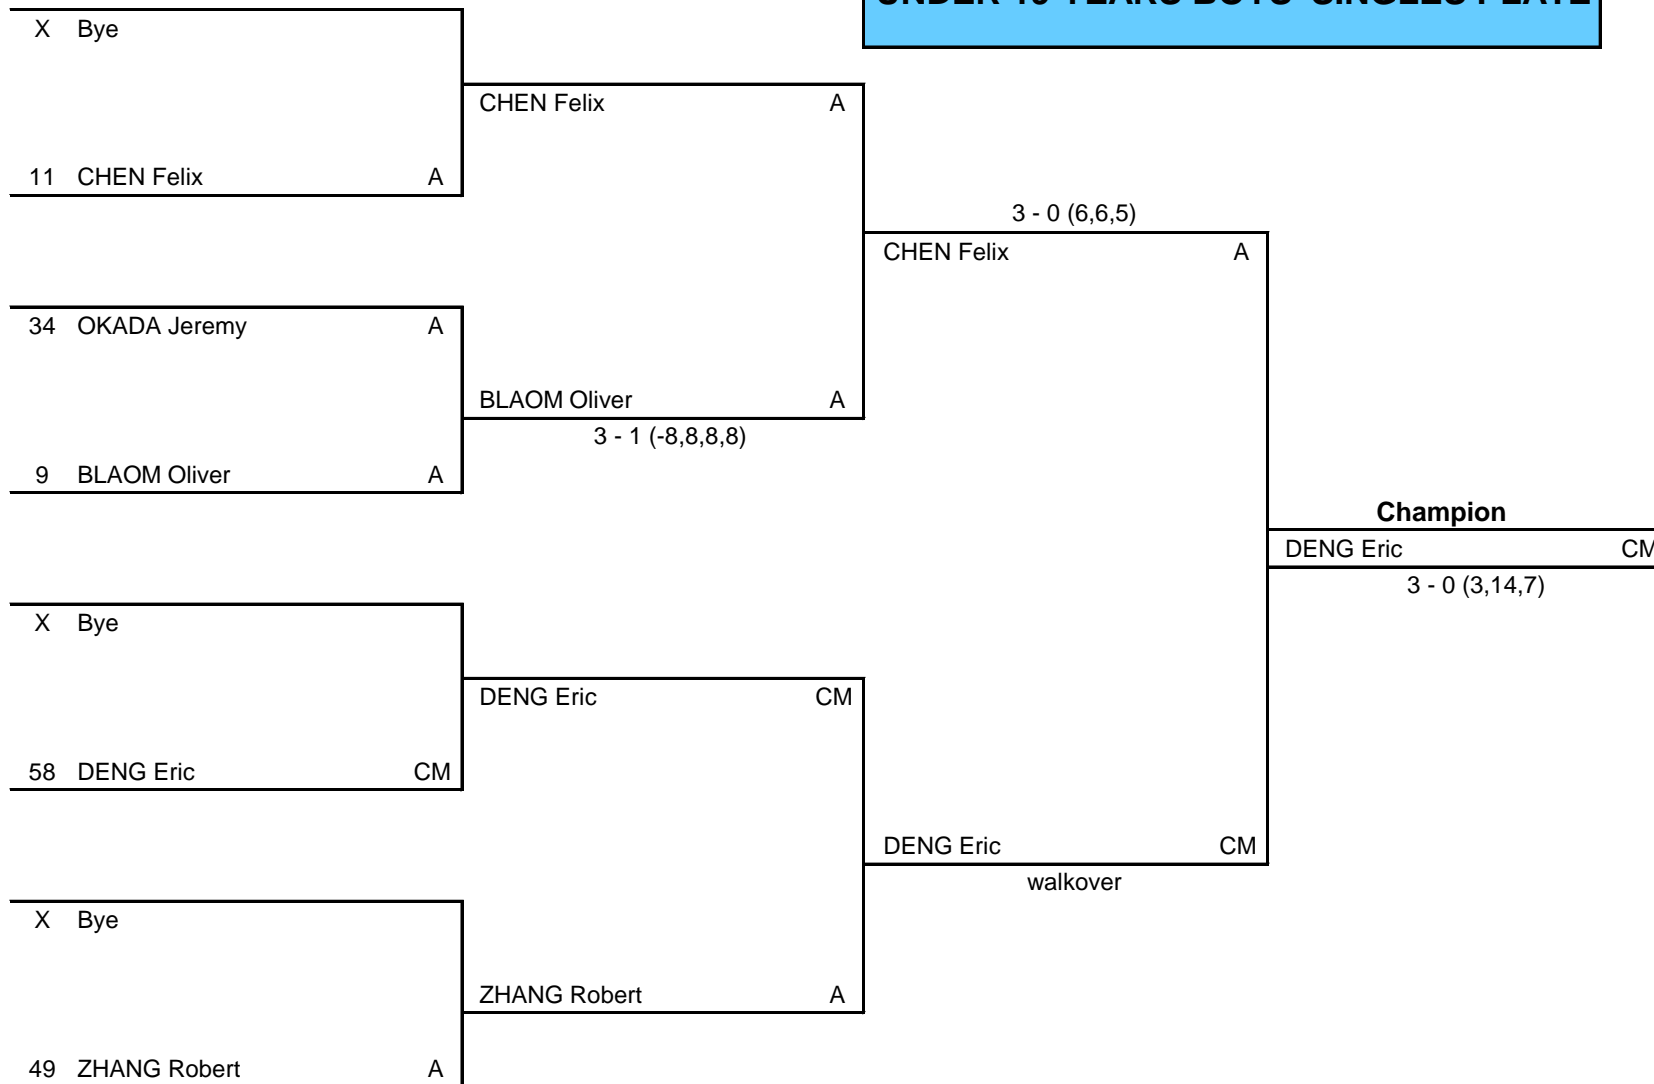 UNDER YEARS BOYS' SINGLES PLATE
X Bye
CHEN Felix A
11 CHEN Felix A
3 - 0 (6,6,5)
CHEN Felix A
34 OKADA Jeremy A
BLAOM Oliver A
3 - 1 (-8,8,8,8)
9 BLAOM Oliver A
Champion
DENG Eric CM
3 - 0 (3,14,7)
X Bye
DENG Eric CM
58 DENG Eric CM
DENG Eric CM
walkover
X Bye
ZHANG Robert A
49 ZHANG Robert A